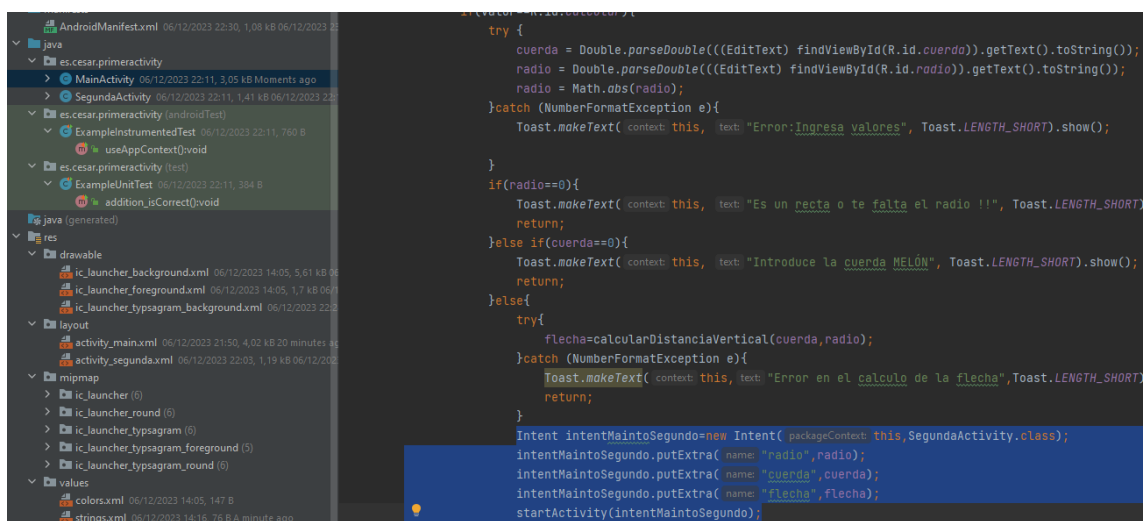 AndroidManifest.xml 06/12/2023 22:30, 1,08 kB 06/12/2023
java
es.cesar.primeractivity
MainActivity 06/12/2023 22:11, 3,05 kB Moments ago
SegundaActivity 06/12/2023 22:11, 1,41 kB 06/12/2023
es.cesar.primeractivity (androidTest)
ExampleInstrumentedTest 06/12/2023 22:11, 760 B
useAppContext():void
es.cesar.primeractivity (test)
ExampleUnitTest 06/12/2023 22:11, 384 B
addition_isCorrect():void
java (generated)
res
drawable
ic_launcher_background.xml 06/12/2023 14:05, 5,61 kB
ic_launcher_foreground.xml 06/12/2023 14:05, 1,7 kB
ic_launcher_typsagram_background.xml 06/12/2023
layout
activity_main.xml 06/12/2023 21:50, 4,02 kB 20 minutes
activity_segunda.xml 06/12/2023 22:03, 1,19 kB 06/12/202
mipmap
ic_launcher (6)
ic_launcher_round (6)
ic_launcher_typsagram (6)
ic_launcher_typsagram_foreground (5)
ic_launcher_typsagram_round (6)
values
colors.xml 06/12/2023 14:05, 147 B
strings.xml 06/12/2023 14:16, 76 B A minute ago
if(valor==R.id.calcular){
try {
cuerda = Double.parseDouble(((EditText) findViewById(R.id.cuerda)).getText().toString());
radio = Double.parseDouble(((EditText) findViewById(R.id.radio)).getText().toString());
radio = Math.abs(radio);
}catch (NumberFormatException e){
Toast.makeText( context: this, text: "Error:Ingresa valores", Toast.LENGTH_SHORT).show();
}
if(radio==0){
Toast.makeText( context: this, text: "Es un recta o te falta el radio !!", Toast.LENGTH_SHORT)
return;
}else if(cuerda==0){
Toast.makeText( context: this, text: "Introduce la cuerda MELÓN", Toast.LENGTH_SHORT).show();
return;
}else{
try{
flecha=calcularDistanciaVertical(cuerda,radio);
}catch (NumberFormatException e){
Toast.makeText( context: this, text: "Error en el calculo de la flecha",Toast.LENGTH_SHORT)
return;
}
Intent intentMaintoSegundo=new Intent( packageContext: this,SegundaActivity.class);
intentMaintoSegundo.putExtra( name: "radio",radio);
intentMaintoSegundo.putExtra( name: "cuerda",cuerda);
intentMaintoSegundo.putExtra( name: "flecha",flecha);
startActivity(intentMaintoSegundo);